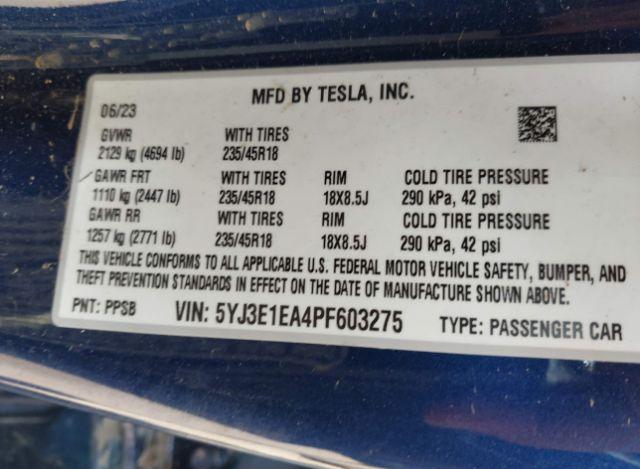 MFD BY TESLA, INC.
06/23
GVWR WITH TIRES
2129 kg (4694 lb) 235/45R18
GAWR FRT WITH TIRES RIM COLD TIRE PRESSURE
1110 kg (2447 lb) 235/45R18 18X8.5J 290 kPa, 42 psi
GAWR RR WITH TIRES RIM COLD TIRE PRESSURE
1257 kg (2771 lb) 235/45R18 18X8.5J 290 kPa, 42 psi
THIS VEHICLE CONFORMS TO ALL APPLICABLE U.S. FEDERAL MOTOR VEHICLE SAFETY, BUMPER, AND
THEFT PREVENTION STANDARDS IN EFFECT ON THE DATE OF MANUFACTURE SHOWN ABOVE.
PNT: PPSB VIN: 5YJ3E1EA4PF603275 TYPE: PASSENGER CAR